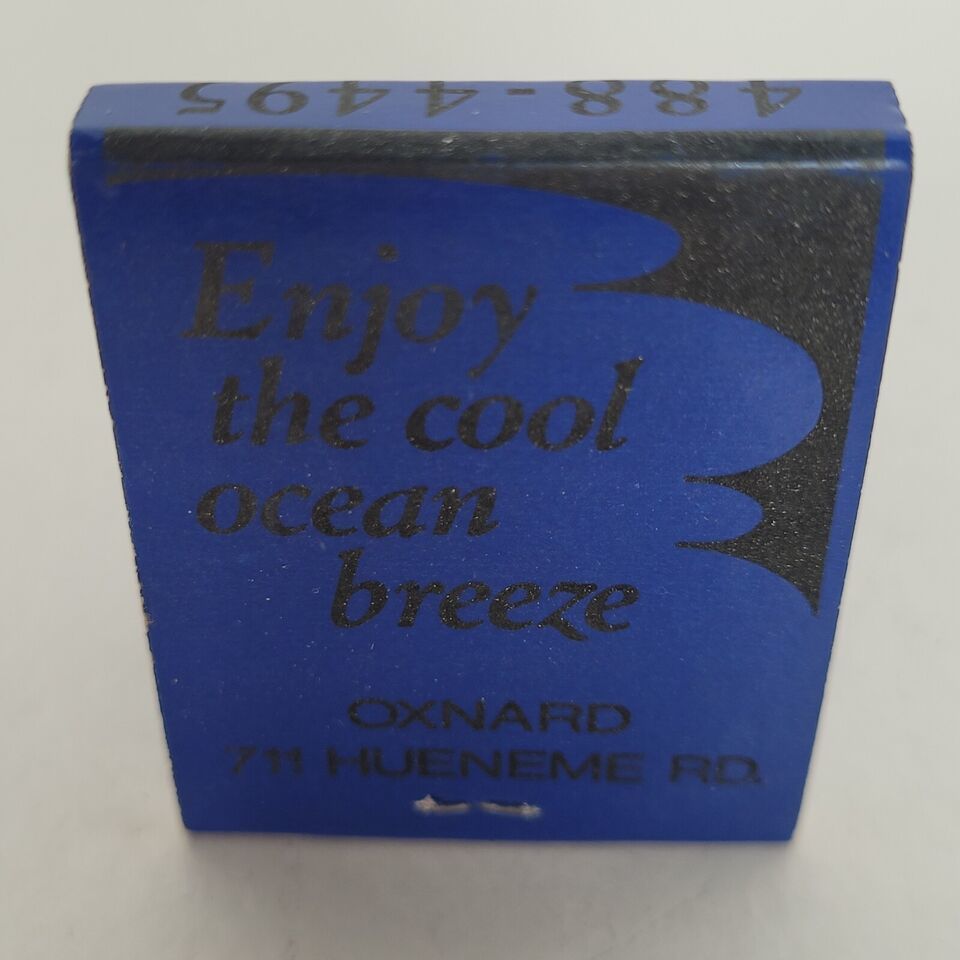 488-4495
Enjoy
the cool
ocean
breeze
OXNARD
711 HUENEME RD.